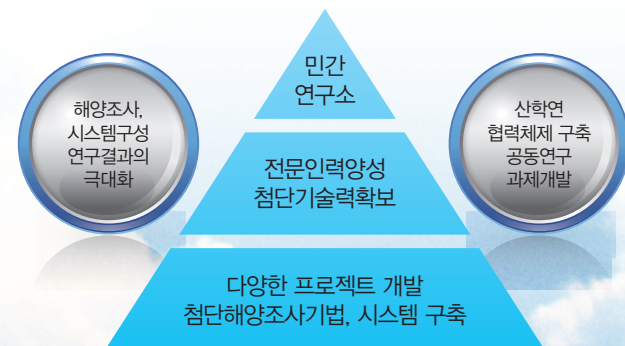 민간
연구소
해양조사,
시스템구성
연구결과의
극대화
산학연
협력체제 구축
공동연구
과제개발
전문인력양성
첨단기술력확보
다양한 프로젝트 개발
첨단해양조사기법, 시스템 구축